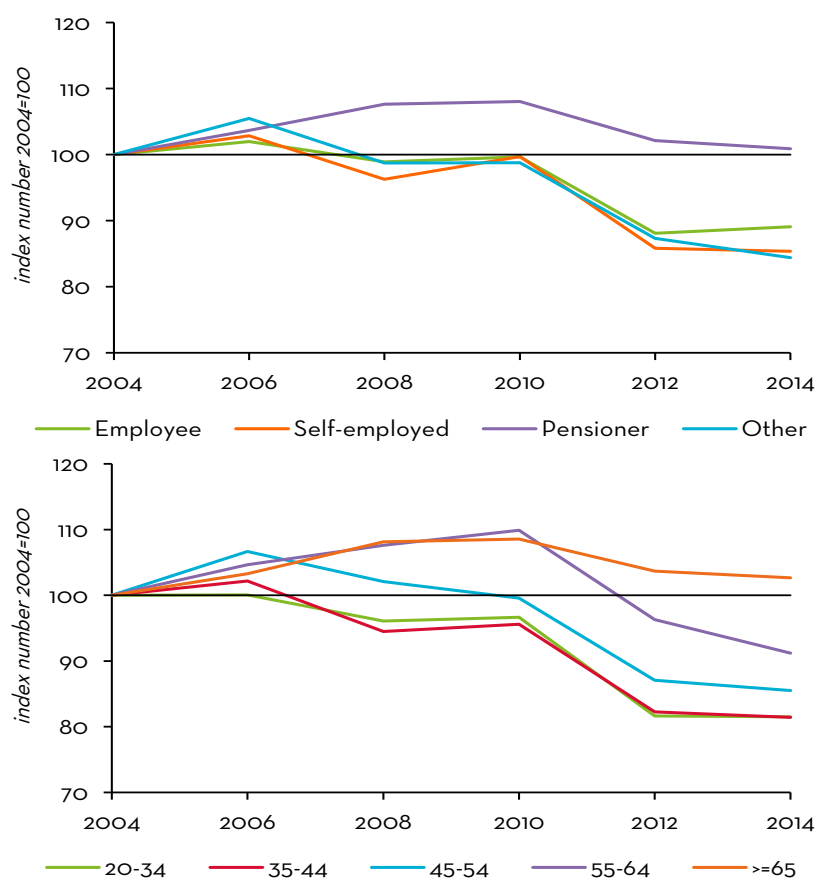 120
110
100
90
80
70
index number 2004=100
2004 2006 2008 2010 2012 2014
Employee Self-employed Pensioner Other
120
110
100
90
80
70
index number 2004=100
2004 2006 2008 2010 2012 2014
20-34 35-44 45-54 55-64 >=65